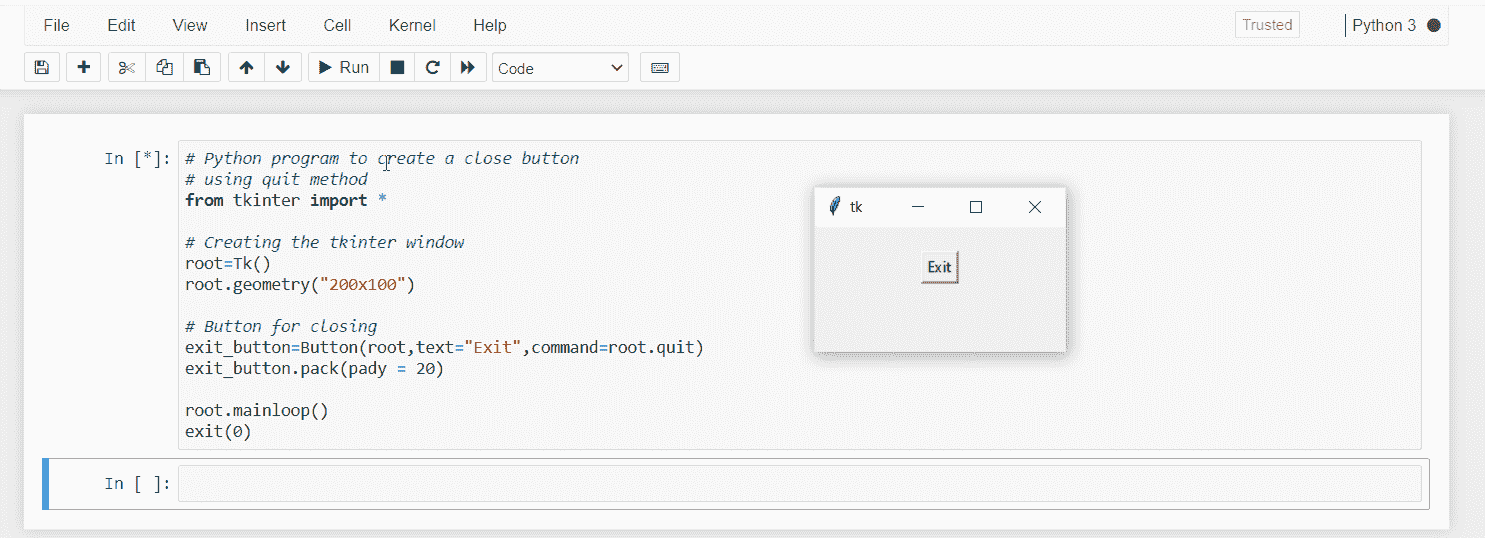 File Edit View Insert Cell Kernel Help Trusted Python 3
Run Code
In [*]:
# Python program to create a close button
# using quit method
from tkinter import *
# Creating the tkinter window
root=Tk()
root.geometry("200x100")
# Button for closing
exit_button=Button(root,text="Exit",command=root.quit)
exit_button.pack(pady = 20)
root.mainloop()
exit(0)
tk
Exit
In [ ]: